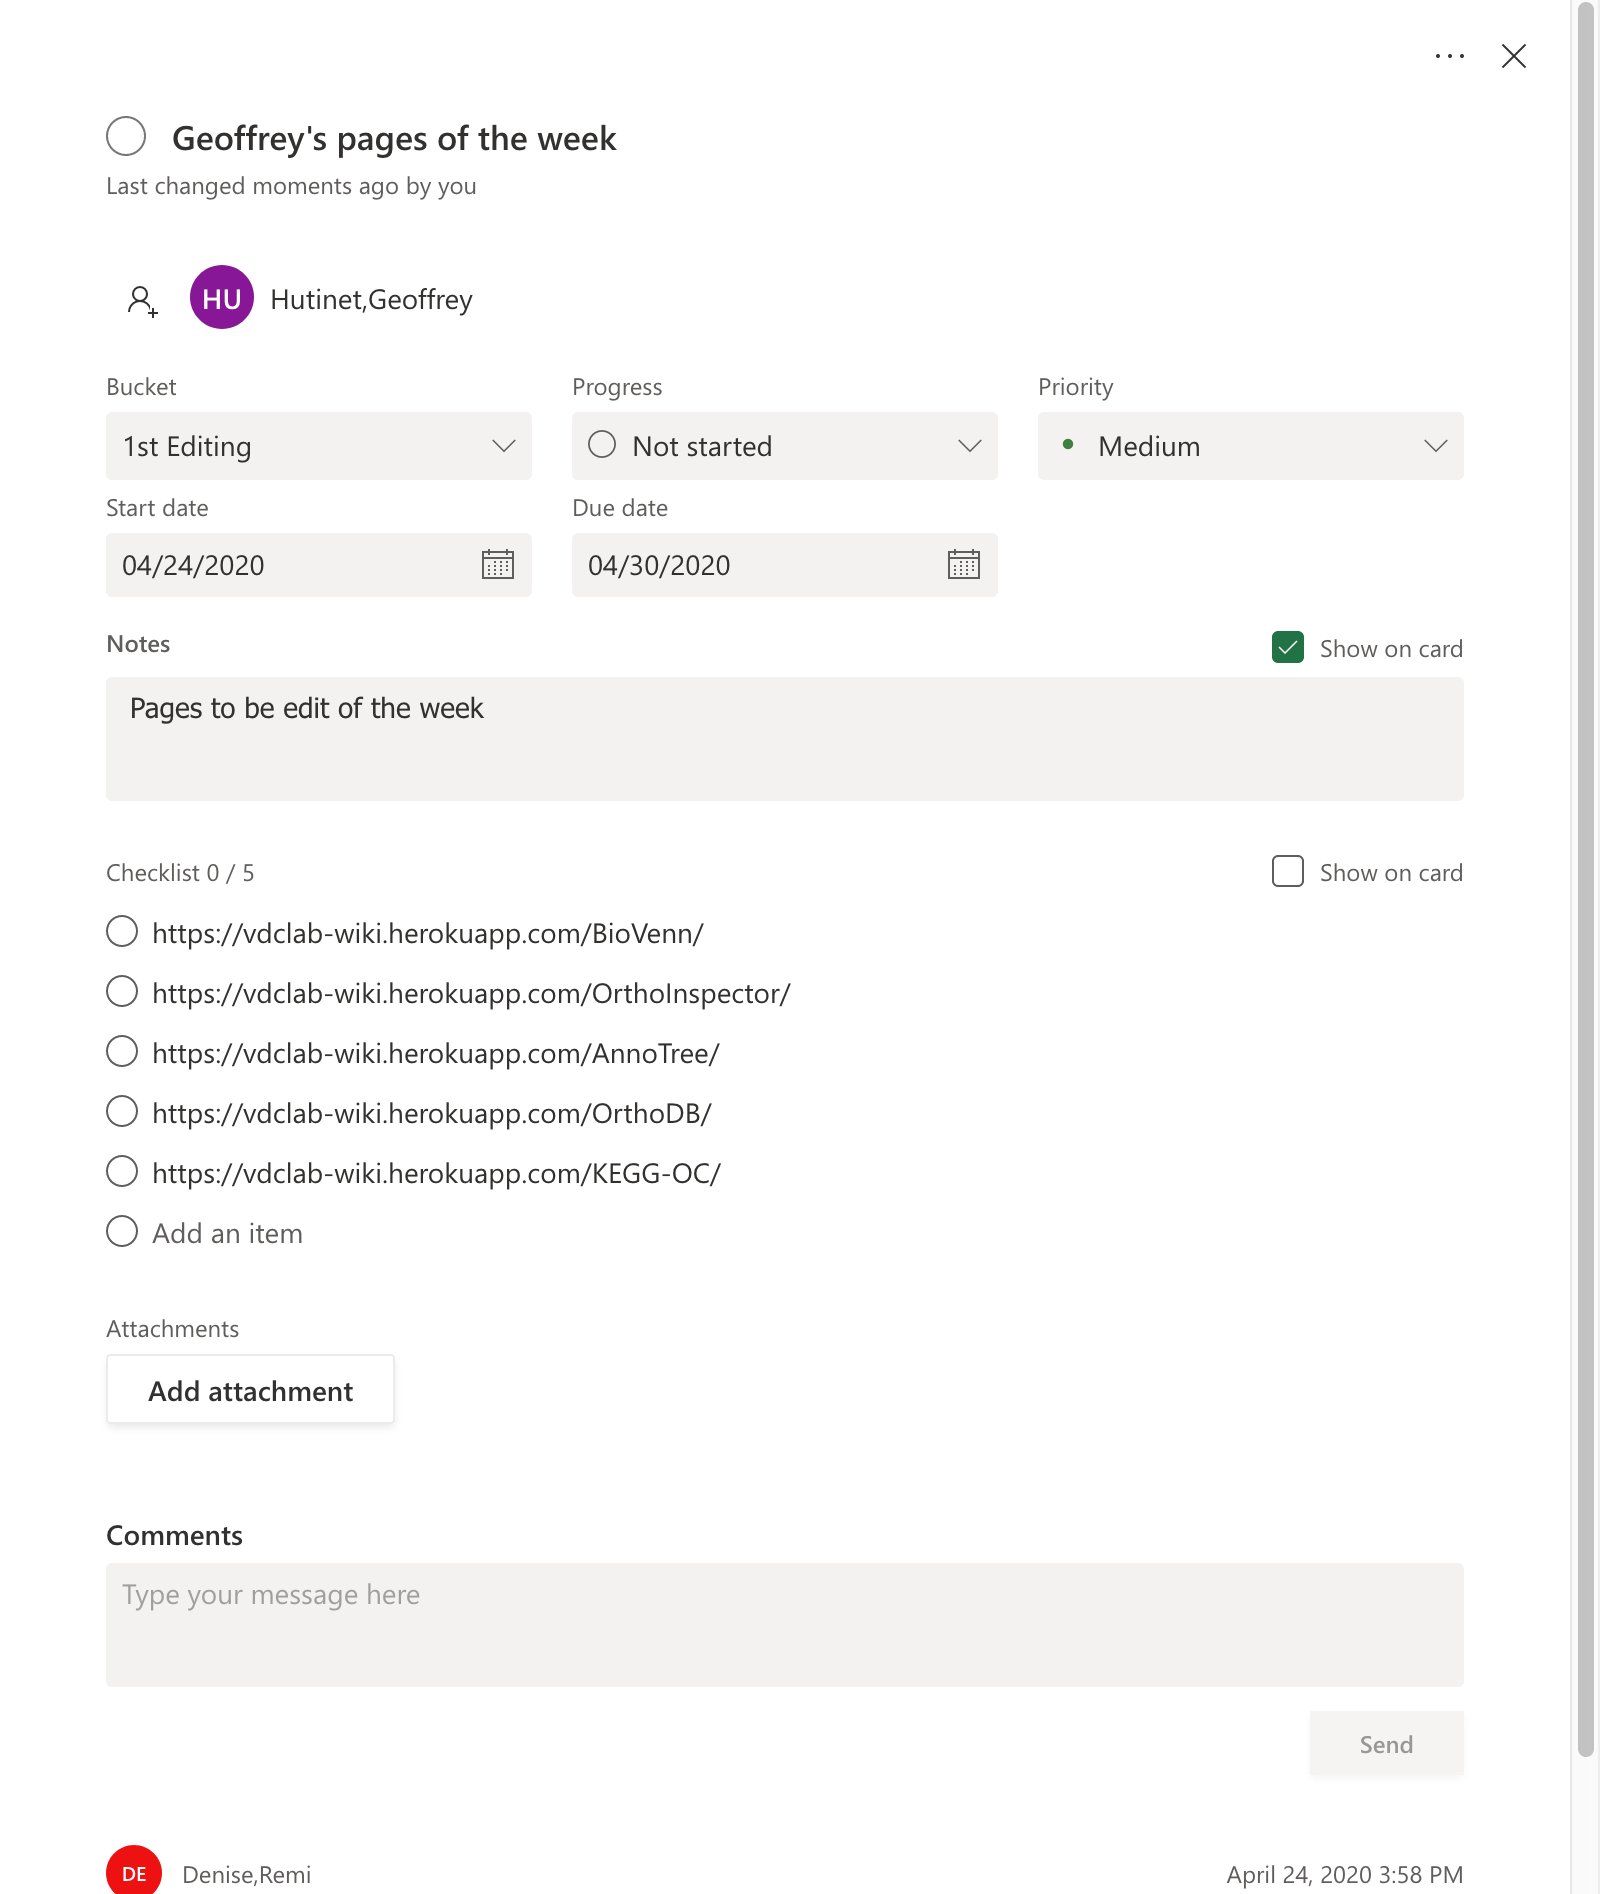 Geoffrey's pages of the week
Last changed moments ago by you
HU Hutinet,Geoffrey
Bucket Progress Priority
1st Editing Not started Medium
Start date Due date
04/24/2020 04/30/2020
Notes Show on card
Pages to be edit of the week
Checklist 0 / 5 Show on card
https://vdclab-wiki.herokuapp.com/BioVenn/
https://vdclab-wiki.herokuapp.com/OrthoInspector/
https://vdclab-wiki.herokuapp.com/AnnoTree/
https://vdclab-wiki.herokuapp.com/OrthoDB/
https://vdclab-wiki.herokuapp.com/KEGG-OC/
Add an item
Attachments
Add attachment
Comments
Type your message here
Send
DE Denise,Remi April 24, 2020 3:58 PM